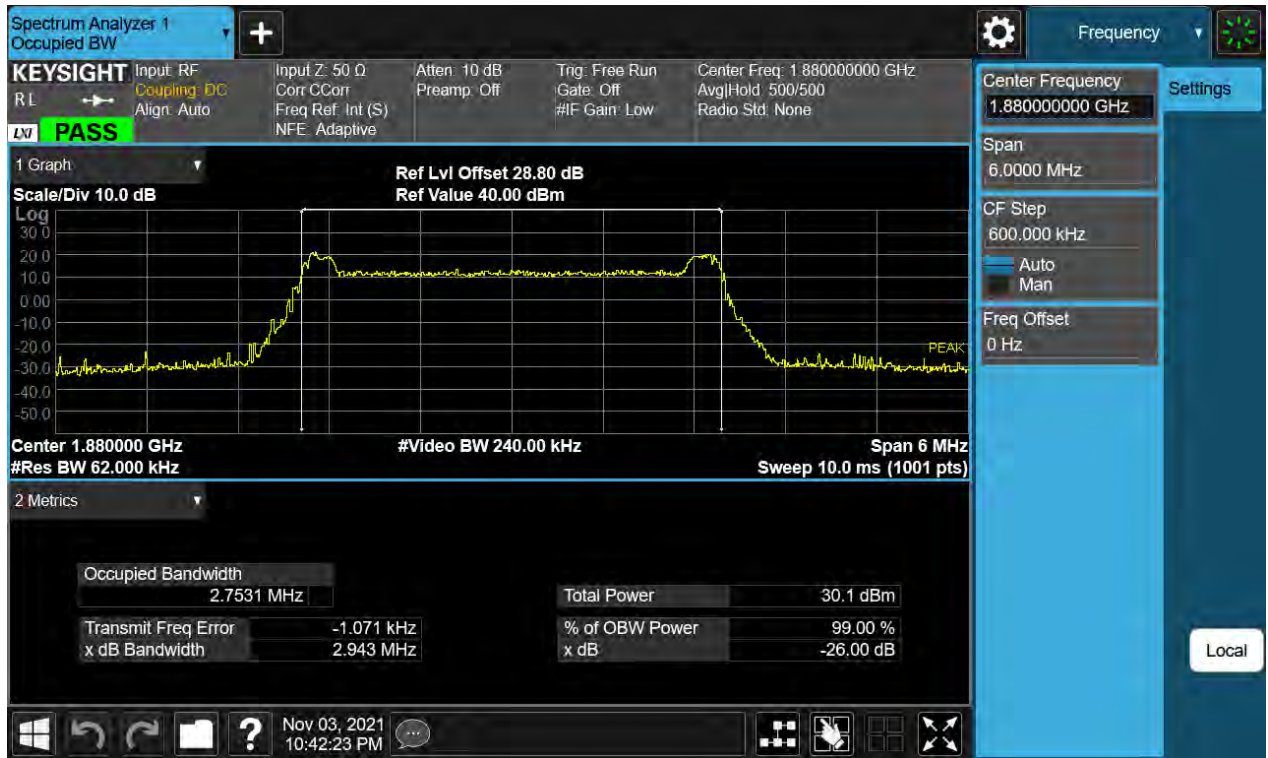 Spectrum Analyzer 1
Occupied BW
+
Frequency
KEYSIGHT
RL
LXI PASS
Input: RF
Coupling: DC
Align: Auto
Input Z: 50 Ω
Corr CCorr
Freq Ref: Int (S)
NFE: Adaptive
Atten: 10 dB
Preamp: Off
Trig: Free Run
Gate: Off
#IF Gain: Low
Center Freq: 1.880000000 GHz
Avg|Hold: 500/500
Radio Std: None
1 Graph
Scale/Div 10.0 dB
Ref Lvl Offset 28.80 dB
Ref Value 40.00 dBm
Log
30.0
20.0
10.0
0.00
-10.0
-20.0
-30.0
-40.0
-50.0
PEAK
Center 1.880000 GHz
#Video BW 240.00 kHz
Span 6 MHz
#Res BW 62.000 kHz
Sweep 10.0 ms (1001 pts)
2 Metrics
Occupied Bandwidth
2.7531 MHz
Total Power 30.1 dBm
Transmit Freq Error -1.071 kHz
% of OBW Power 99.00 %
x dB Bandwidth 2.943 MHz
x dB -26.00 dB
Center Frequency
1.880000000 GHz
Settings
Span
6.0000 MHz
CF Step
600.000 kHz
Auto
Man
Freq Offset
0 Hz
Local
?
Nov 03, 2021
10:42:23 PM